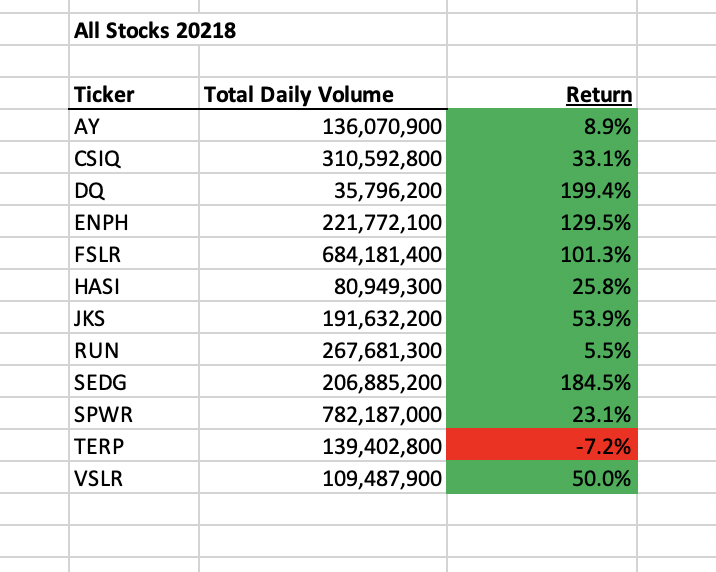 All Stocks 20218
Ticker Total Daily Volume Return
AY 136,070,900 8.9%
CSIQ 310,592,800 33.1%
DQ 35,796,200 199.4%
ENPH 221,772,100 129.5%
FSLR 684,181,400 101.3%
HASI 80,949,300 25.8%
JKS 191,632,200 53.9%
RUN 267,681,300 5.5%
SEDG 206,885,200 184.5%
SPWR 782,187,000 23.1%
TERP 139,402,800 -7.2%
VSLR 109,487,900 50.0%